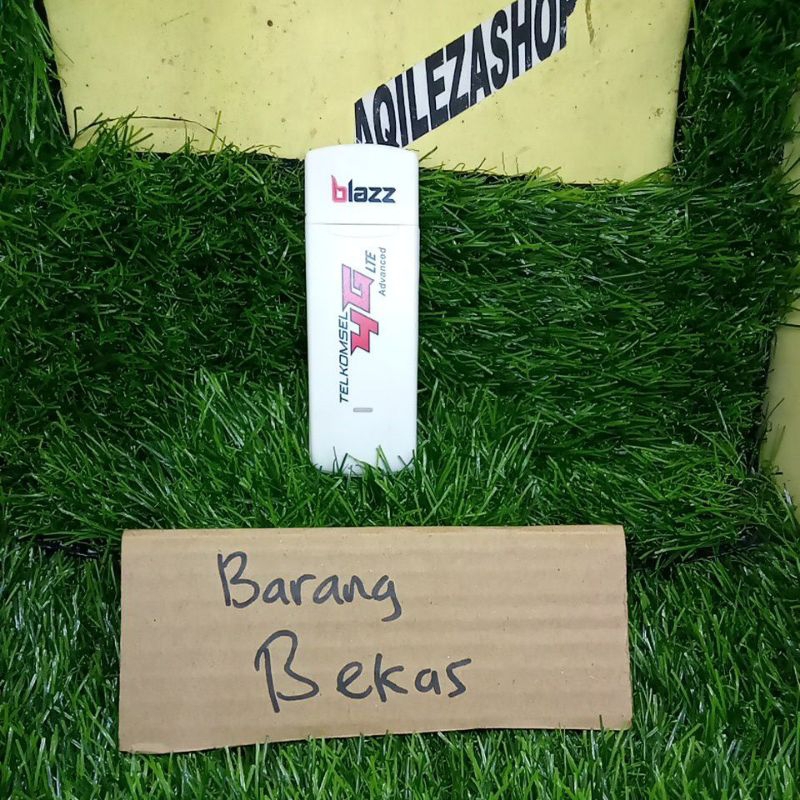 AQILEZASHOP
blazz
TELKOMSEL
4G LTE
Advanced
Barang
Bekas